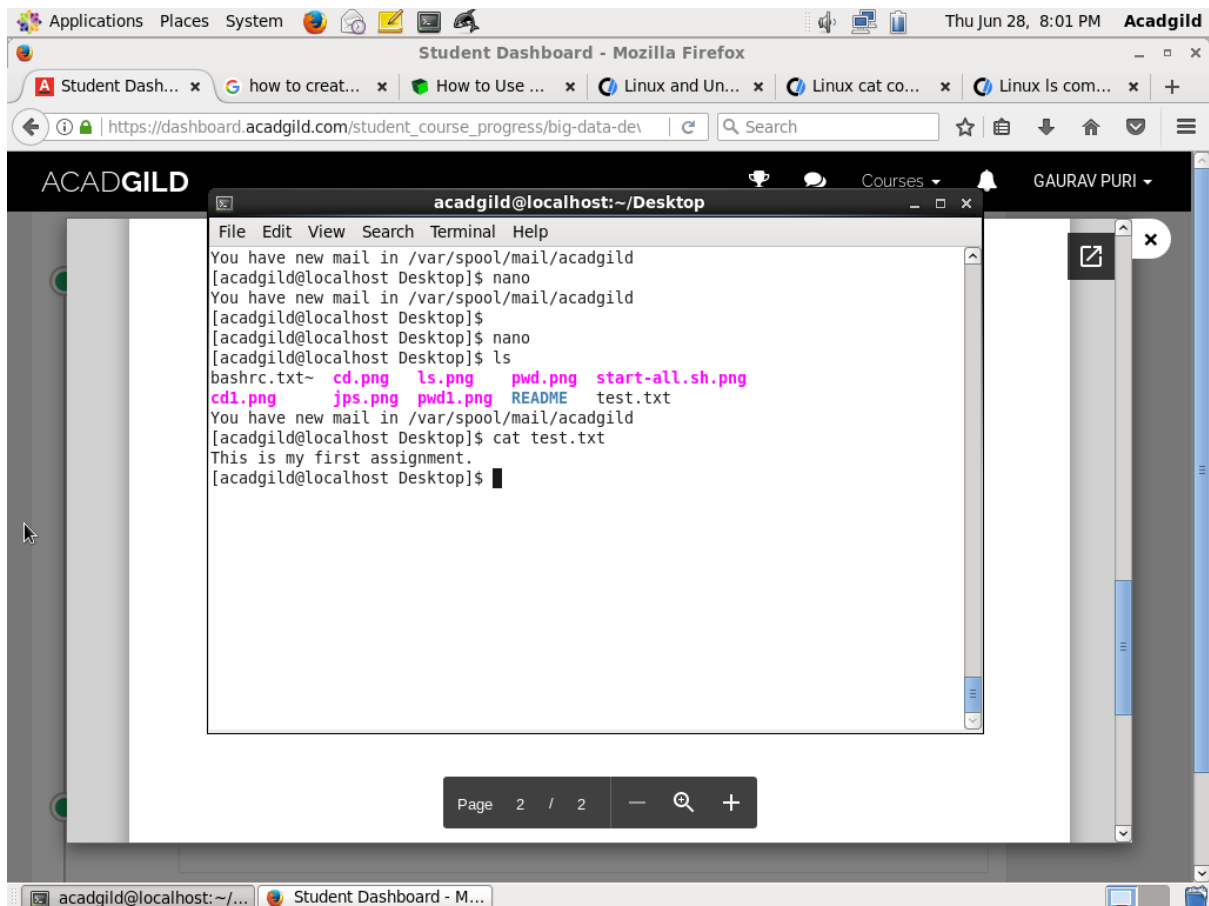 Applications Places System Thu Jun 28, 8:01 PM Acadgild
Student Dashboard - Mozilla Firefox
A Student Dash... G how to creat... How to Use ... Linux and Un... Linux cat co... Linux ls com...
https://dashboard.acadgild.com/student_course_progress/big-data-dev Search
ACADGILD Courses GAURAV PURI
acadgild@localhost:~/Desktop
File Edit View Search Terminal Help
You have new mail in /var/spool/mail/acadgild
[acadgild@localhost Desktop]$ nano
You have new mail in /var/spool/mail/acadgild
[acadgild@localhost Desktop]$
[acadgild@localhost Desktop]$ nano
[acadgild@localhost Desktop]$ ls
bashrc.txt~ cd.png ls.png pwd.png start-all.sh.png
cd1.png jps.png pwd1.png README test.txt
You have new mail in /var/spool/mail/acadgild
[acadgild@localhost Desktop]$ cat test.txt
This is my first assignment.
[acadgild@localhost Desktop]$
Page 2 / 2
acadgild@localhost:~/... Student Dashboard - M...